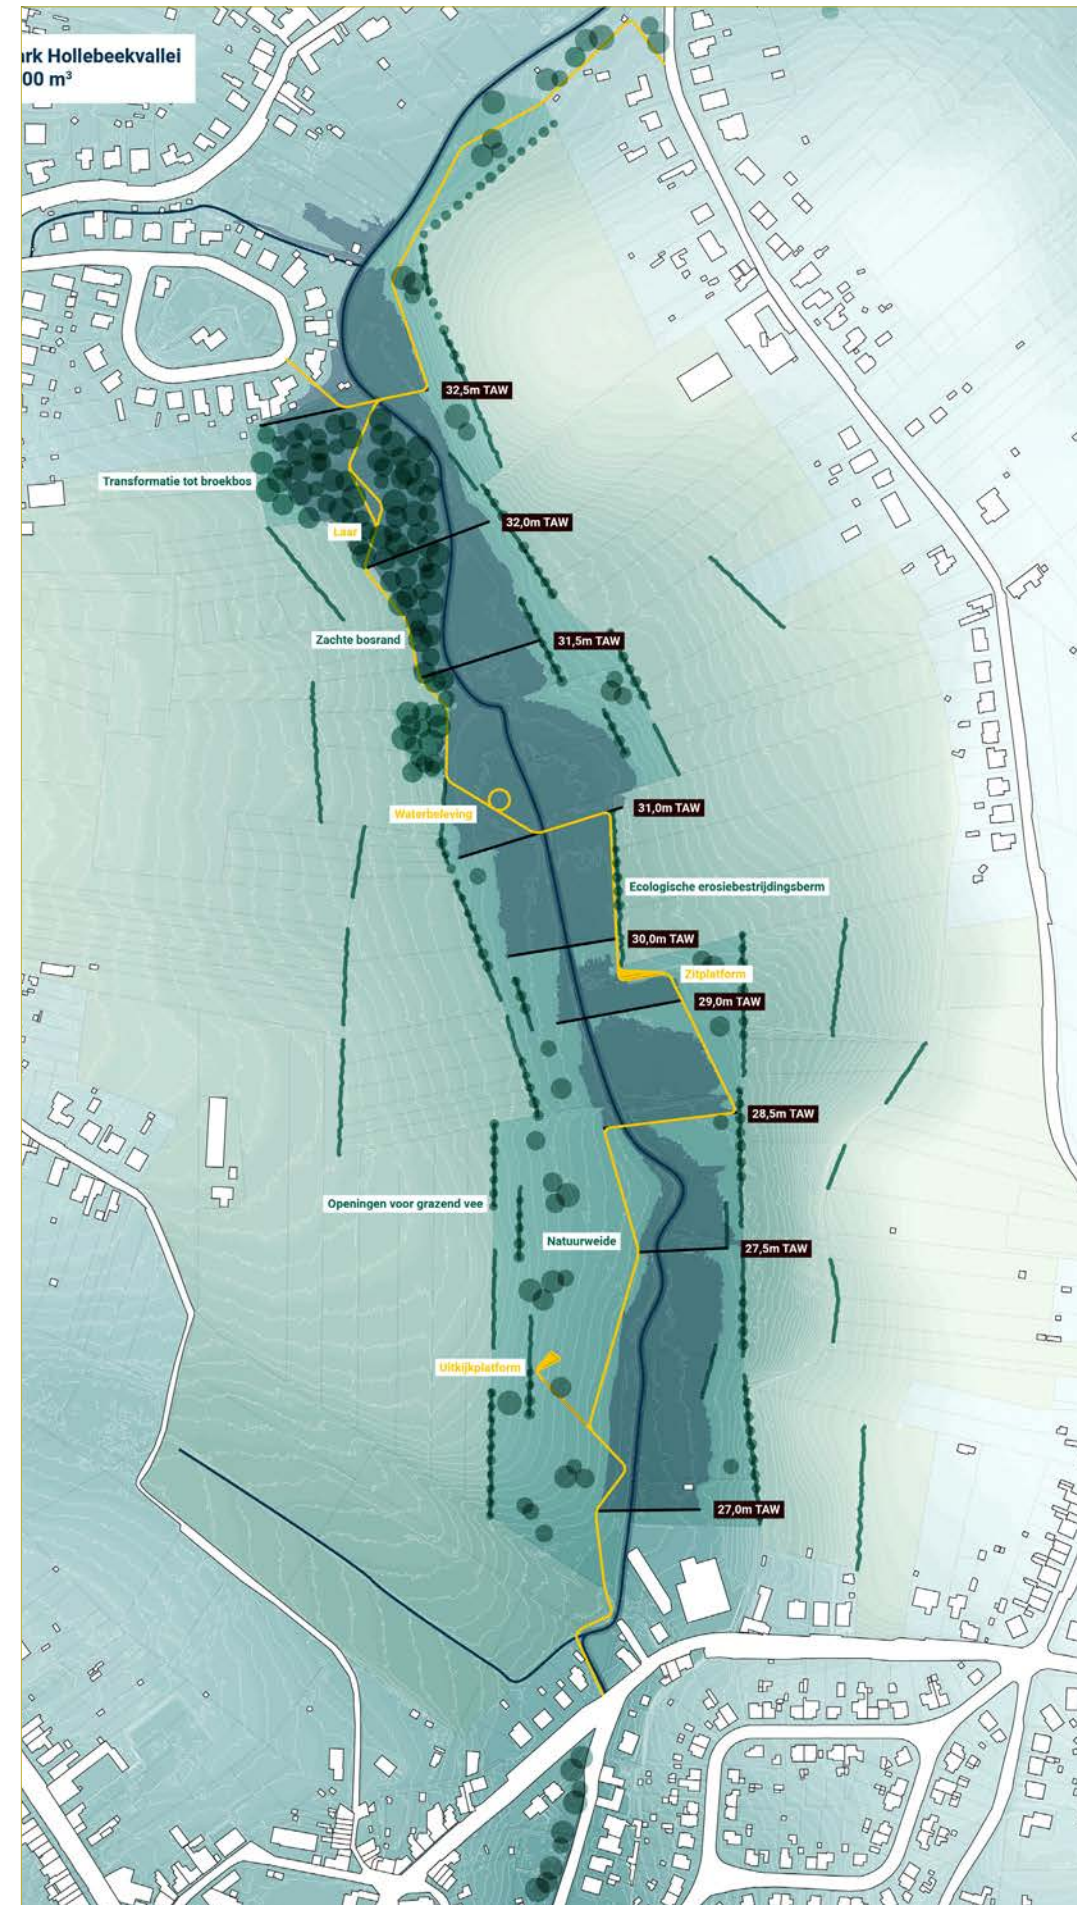 ark Hollebeekvallei
00 m³
32,5m TAW
Transformatie tot broekbos
32,0m TAW
Laar
Zachte bosrand
31,5m TAW
31,0m TAW
Waterbeleving
Ecologische erosiebestrijdingsberm
30,0m TAW
Zitplatform
29,0m TAW
28,5m TAW
Openingen voor grazend vee
Natuurweide
27,5m TAW
Uitkijkplatform
27,0m TAW